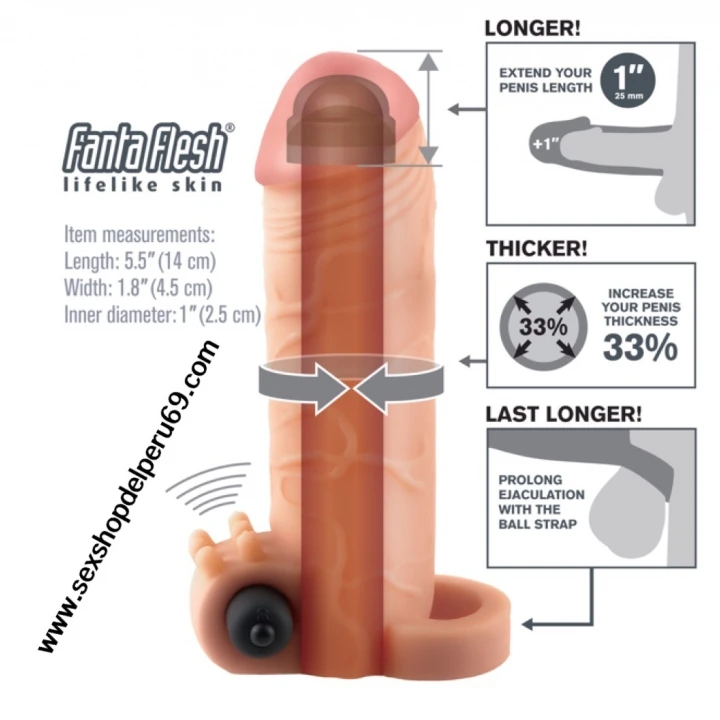 LONGER!
EXTEND YOUR
PENIS LENGTH
1"
25 mm
+1"
Fanta Flesh®
lifelike skin
Item measurements:
Length: 5.5" (14 cm)
Width: 1.8" (4.5 cm)
Inner diameter: 1" (2.5 cm)
THICKER!
33%
INCREASE
YOUR PENIS
THICKNESS
33%
www.sexshopdelperu69.com
LAST LONGER!
PROLONG
EJACULATION
WITH THE
BALL STRAP